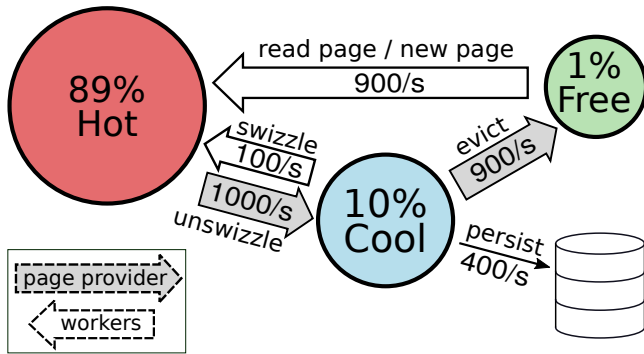 read page / new page
900/s
89%
Hot
1%
Free
swizzle
100/s
1000/s
unswizzle
evict
900/s
10%
Cool
persist
400/s
page provider
workers